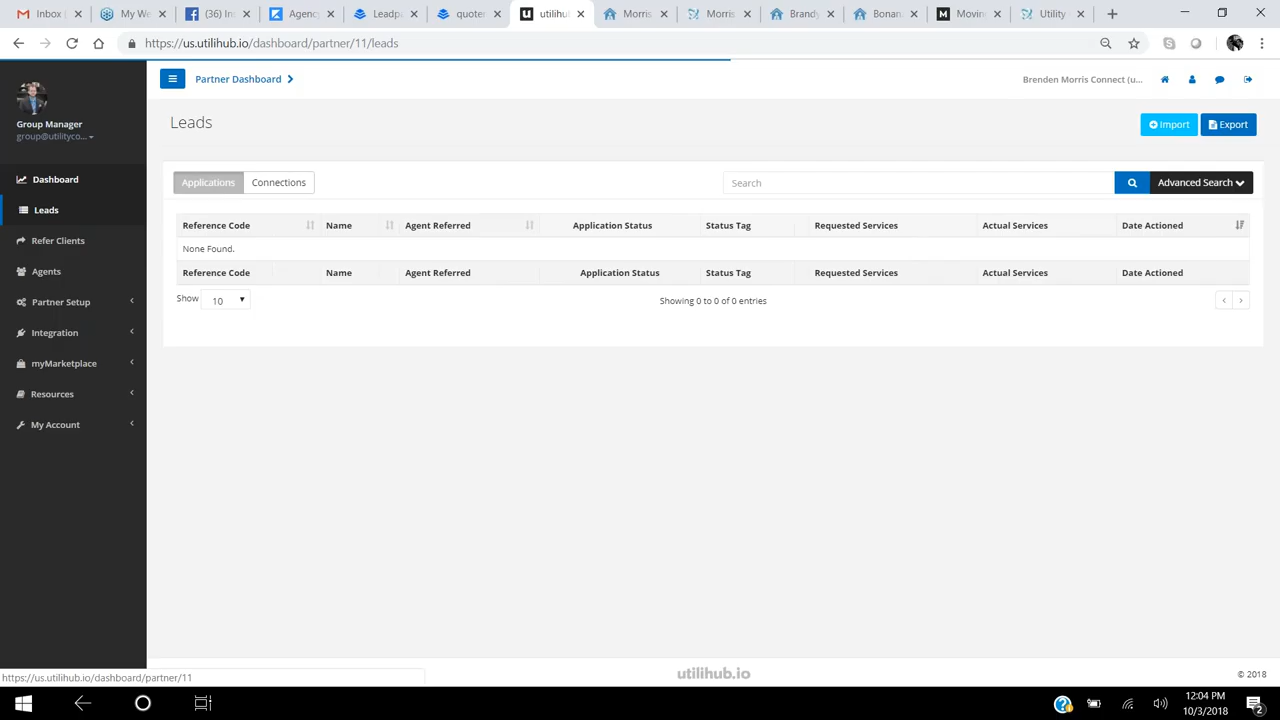 Inbox
My We
(36) In
Agency
Leadp
quoter
utilihub
Morris
Morris
Brandy
Bonan
Movin
Utility
https://us.utilihub.io/dashboard/partner/11/leads
Partner Dashboard
Brenden Morris Connect (u...
Group Manager
group@utilityco...
Leads
Import
Export
Dashboard
Leads
Refer Clients
Agents
Partner Setup
Integration
myMarketplace
Resources
My Account
Applications
Connections
Search
Advanced Search
Reference Code Name Agent Referred Application Status Status Tag Requested Services Actual Services Date Actioned
None Found.
Reference Code Name Agent Referred Application Status Status Tag Requested Services Actual Services Date Actioned
Show 10
Showing 0 to 0 of 0 entries
https://us.utilihub.io/dashboard/partner/11
utilihub.io
© 2018
12:04 PM
10/3/2018
2